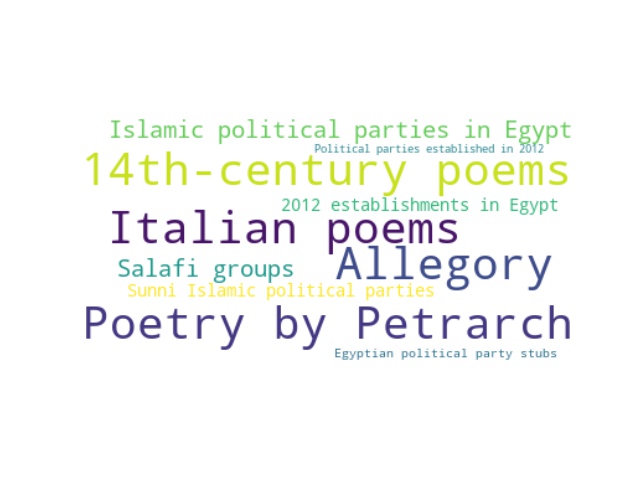 Islamic political parties in Egypt
Political parties established in 2012
14th-century poems
2012 establishments in Egypt
Italian poems
Allegory
Salafi groups
Sunni Islamic political parties
Poetry by Petrarch
Egyptian political party stubs